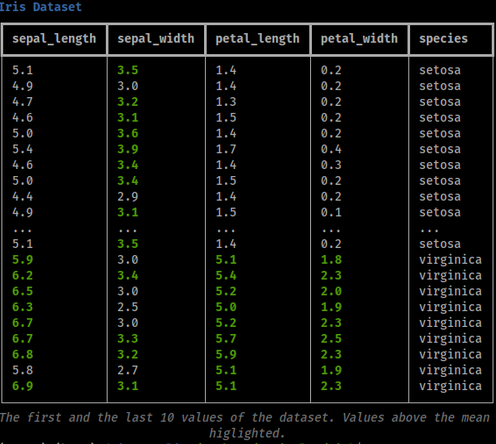 Iris Dataset
sepal_length sepal_width petal_length petal_width species
5.1 3.5 1.4 0.2 setosa
4.9 3.0 1.4 0.2 setosa
4.7 3.2 1.3 0.2 setosa
4.6 3.1 1.5 0.2 setosa
5.0 3.6 1.4 0.2 setosa
5.4 3.9 1.7 0.4 setosa
4.6 3.4 1.4 0.3 setosa
5.0 3.4 1.5 0.2 setosa
4.4 2.9 1.4 0.2 setosa
4.9 3.1 1.5 0.1 setosa
... ... ... ... ...
5.1 3.5 1.4 0.2 setosa
5.9 3.0 5.1 1.8 virginica
6.2 3.4 5.4 2.3 virginica
6.5 3.0 5.2 2.0 virginica
6.3 2.5 5.0 1.9 virginica
6.7 3.0 5.2 2.3 virginica
6.7 3.3 5.7 2.5 virginica
6.8 3.2 5.9 2.3 virginica
5.8 2.7 5.1 1.9 virginica
6.9 3.1 5.1 2.3 virginica
The first and the last 10 values of the dataset. Values above the mean
higlighted.